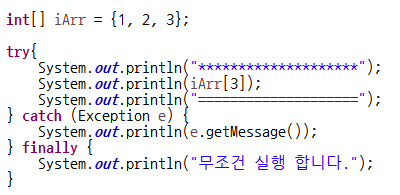 int[] iArr = {1, 2, 3};
try{
System.out.println("********************");
System.out.println(iArr[3]);
System.out.println("====================");
} catch (Exception e) {
System.out.println(e.getMessage());
} finally {
System.out.println("무조건 실행 합니다.");
}